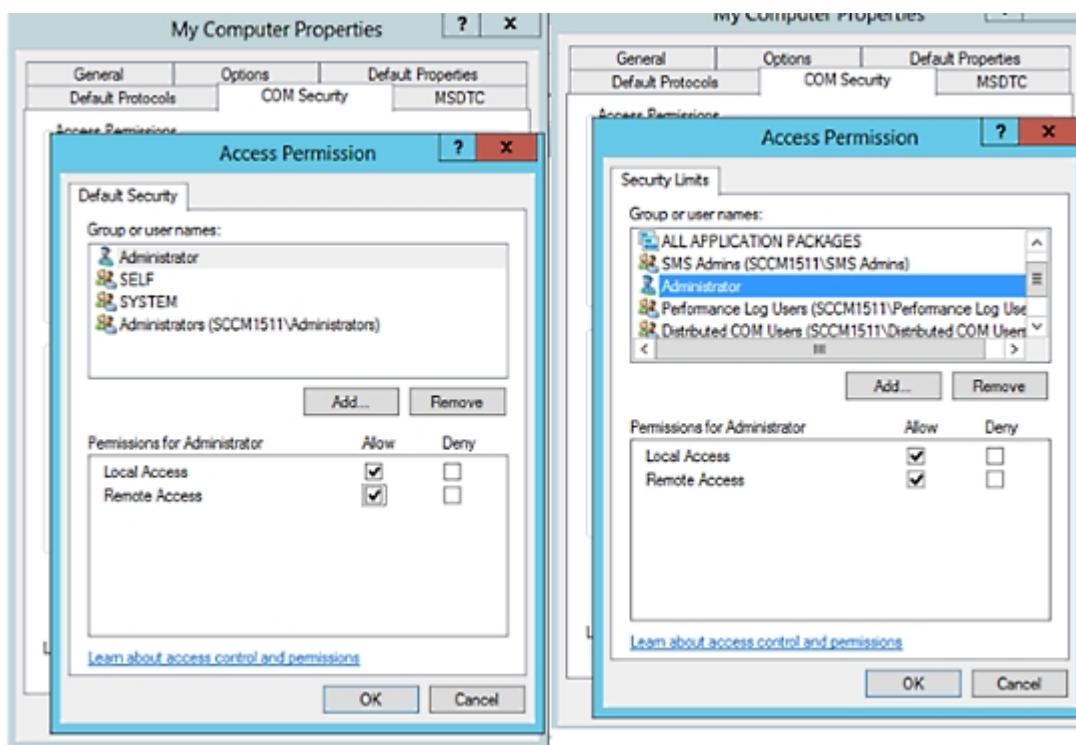 My Computer Properties
? x
General Options Default Properties
Default Protocols COM Security MSDTC
Access Permissions
Access Permission
? x
Default Security
Group or user names:
Administrator
SELF
SYSTEM
Administrators (SCCM1511\Administrators)
Add... Remove
Permissions for Administrator Allow Deny
Local Access
Remote Access
Learn about access control and permissions
OK Cancel
My Computer Properties
General Options Default Properties
Default Protocols COM Security MSDTC
Access Permissions
Access Permission
? x
Security Limits
Group or user names:
ALL APPLICATION PACKAGES
SMS Admins (SCCM1511\SMS Admins)
Administrator
Performance Log Users (SCCM1511\Performance Log Use
Distributed COM Users (SCCM1511\Distributed COM Users
Add... Remove
Permissions for Administrator Allow Deny
Local Access
Remote Access
Learn about access control and permissions
OK Cancel